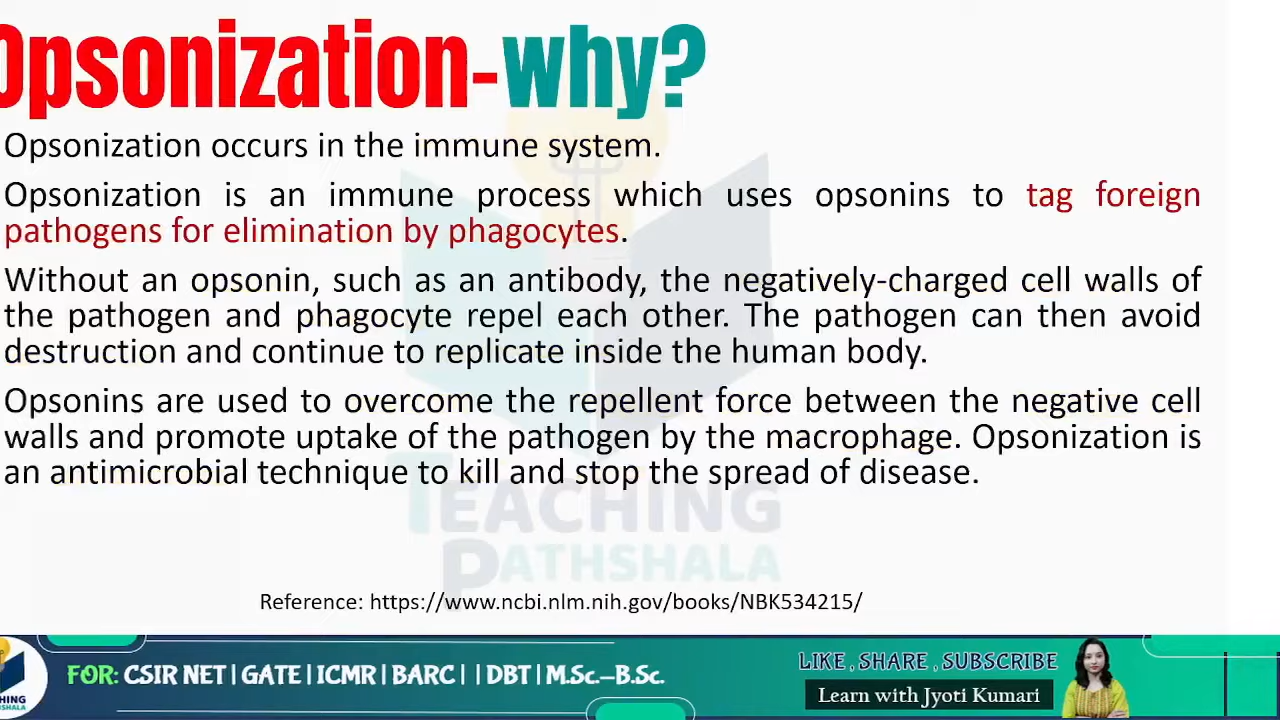 Opsonization-why?
Opsonization occurs in the immune system.
Opsonization is an immune process which uses opsonins to tag foreign
pathogens for elimination by phagocytes.
Without an opsonin, such as an antibody, the negatively-charged cell walls of
the pathogen and phagocyte repel each other. The pathogen can then avoid
destruction and continue to replicate inside the human body.
Opsonins are used to overcome the repellent force between the negative cell
walls and promote uptake of the pathogen by the macrophage. Opsonization is
an antimicrobial technique to kill and stop the spread of disease.
TEACHING
PATHSHALA
Reference: https://www.ncbi.nlm.nih.gov/books/NBK534215/
HING
SHALA
FOR: CSIR NET | GATE | ICMR | BARC | | DBT | M.Sc.–B.Sc.
LIKE , SHARE , SUBSCRIBE
Learn with Jyoti Kumari